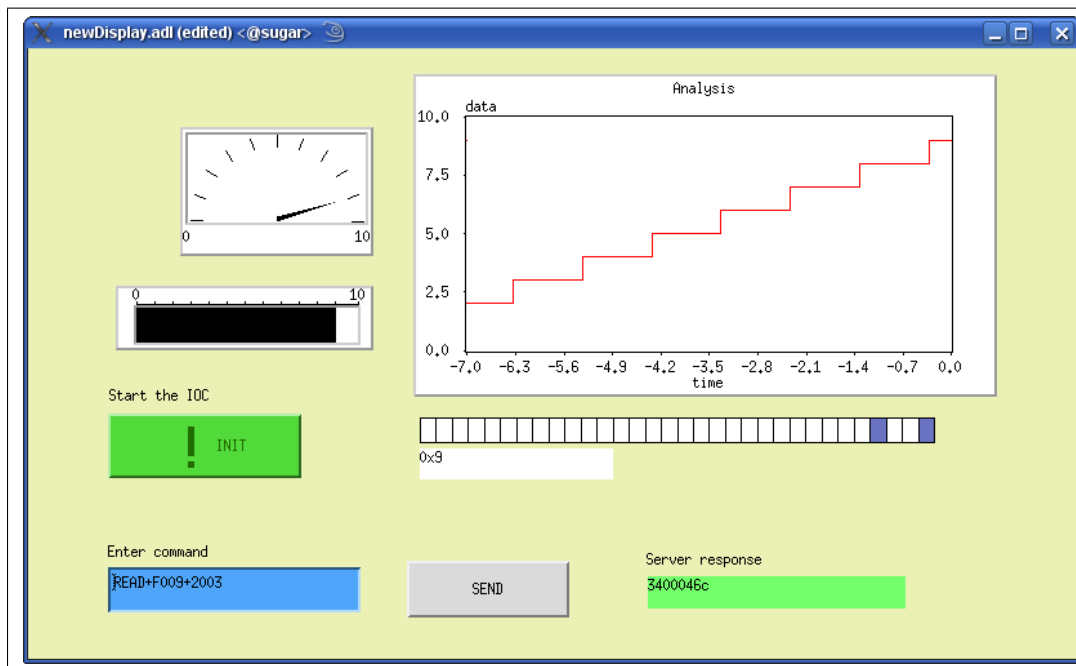 newDisplay.adl (edited) <@sugar>
Analysis
data
10.0
7.5
5.0
2.5
0.0
-7.0 -6.3 -5.6 -4.9 -4.2 -3.5 -2.8 -2.1 -1.4 -0.7 0.0
time
0 10
0 10
Start the IOC
! INIT
0x9
Enter command
READ+F009+2003
SEND
Server response
3400046c